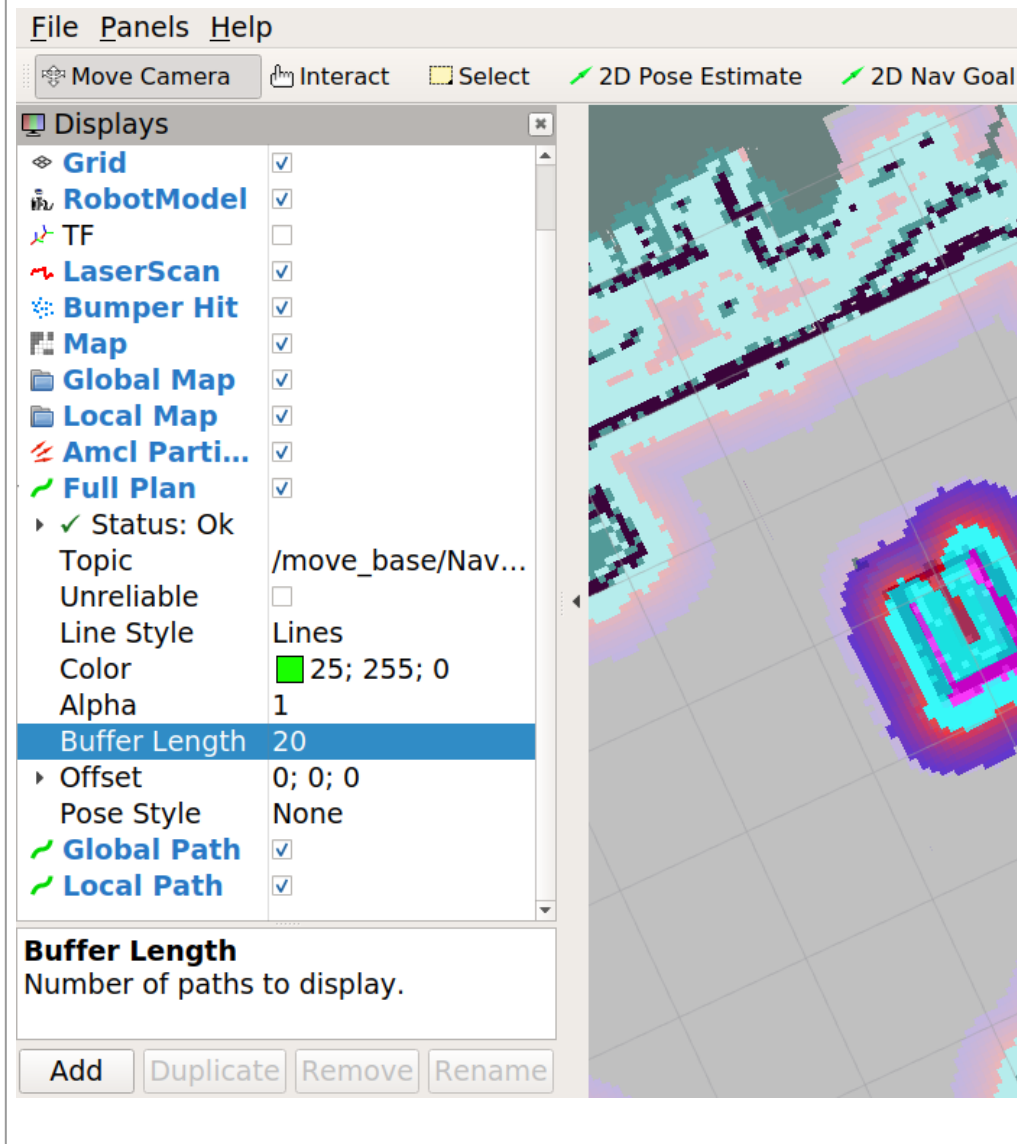 File Panels Help
Move Camera Interact Select 2D Pose Estimate 2D Nav Goal
Displays
Grid
RobotModel
TF
LaserScan
Bumper Hit
Map
Global Map
Local Map
Amcl Parti...
Full Plan
Status: Ok
Topic /move_base/Nav...
Unreliable
Line Style Lines
Color 25; 255; 0
Alpha 1
Buffer Length 20
Offset 0; 0; 0
Pose Style None
Global Path
Local Path
Buffer Length
Number of paths to display.
Add Duplicate Remove Rename